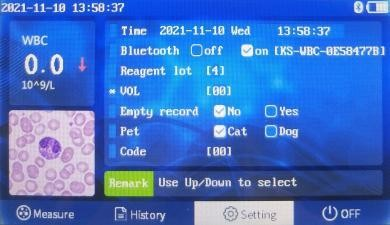 2021-11-10 13:58:37
WBC
0.0 ↓
10^9/L
Time 2021-11-10 Wed 13:58:37
Bluetooth off on [KS-WBC-0E58477B]
Reagent lot [4]
* VOL [00]
Empty record No Yes
Pet Cat Dog
Code [00]
Remark Use Up/Down to select
Measure History Setting OFF